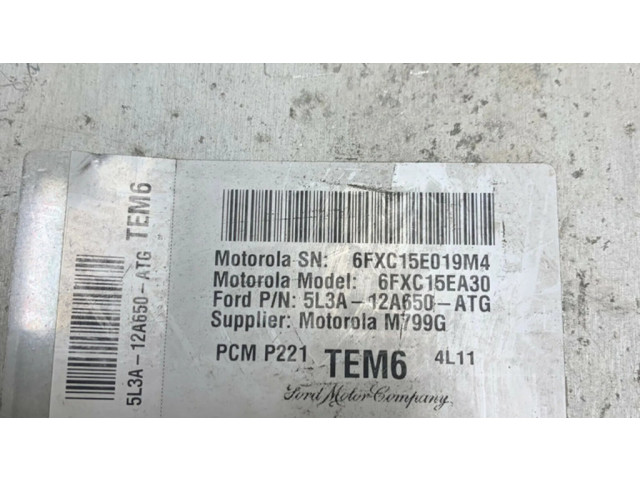 5L3A-12A650-ATG TEM6
Motorola SN: 6FXC15E019M4
Motorola Model: 6FXC15EA30
Ford P/N: 5L3A-12A650-ATG
Supplier: Motorola M799G
PCM P221 TEM6 4L11
Ford Motor Company